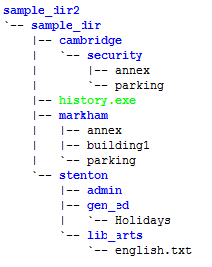 sample_dir2
`-- sample_dir
    |-- cambridge
    |   `-- security
    |       |-- annex
    |       `-- parking
    |-- history.exe
    |-- markham
    |   |-- annex
    |   |-- building1
    |   `-- parking
    `-- stenton
        |-- admin
        |-- gen_ed
        |   `-- Holidays
        `-- lib_arts
            `-- english.txt